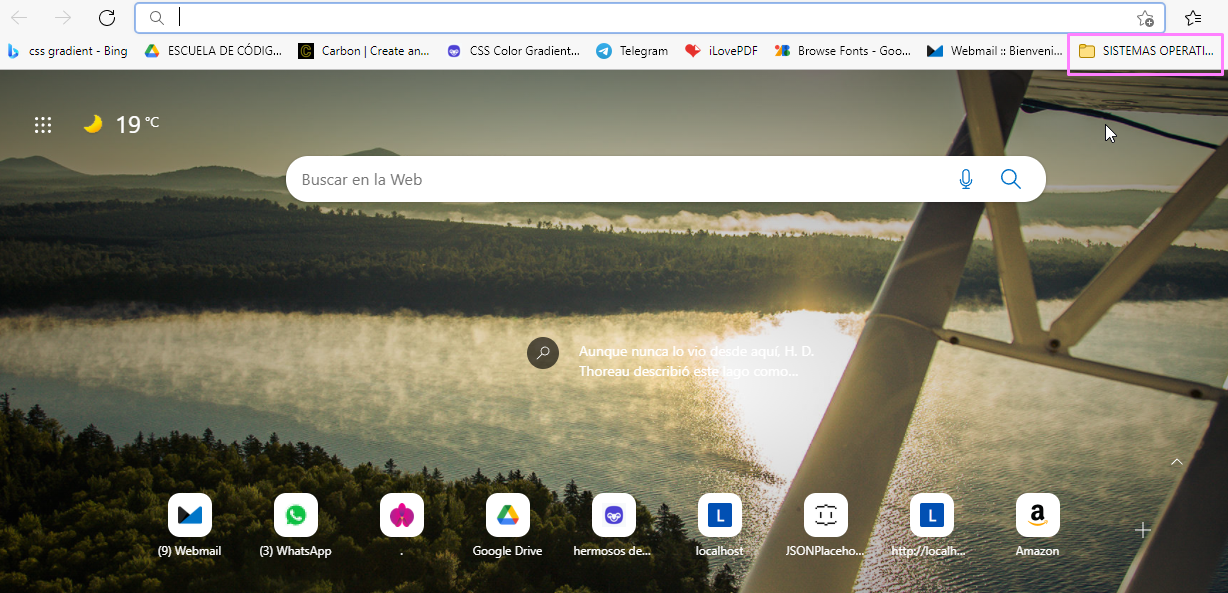 css gradient - Bing
ESCUELA DE CÓDIG...
Carbon | Create an...
CSS Color Gradient...
Telegram
iLovePDF
Browse Fonts - Goo...
Webmail :: Bienveni...
SISTEMAS OPERATI...
19 °C
Buscar en la Web
Aunque nunca lo vio desde aquí, H. D.
Thoreau describió este lago como...
L
L
a
(9) Webmail
(3) WhatsApp
.
Google Drive
hermosos de...
localhost
JSONPlaceho...
http://localh...
Amazon